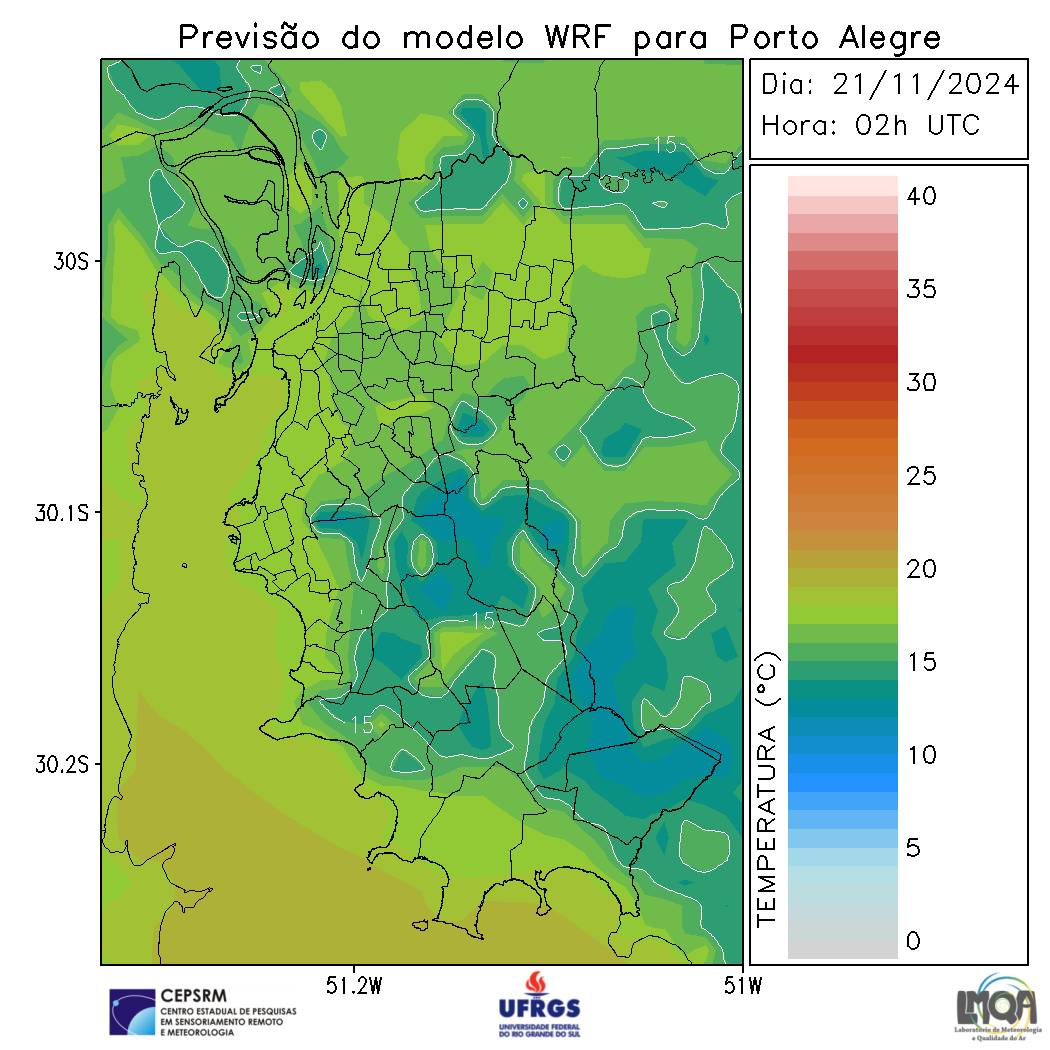 Previsão do modelo WRF para Porto Alegre
Dia: 21/11/2024
Hora: 02h UTC
15
15
15
30S
30.1S
30.2S
51.2W
51W
40
35
30
25
20
15
10
5
0
TEMPERATURA (°C)
CEPSRM
CENTRO ESTADUAL DE PESQUISAS
EM SENSORIAMENTO REMOTO
E METEOROLOGIA
UFRGS
UNIVERSIDADE FEDERAL
DO RIO GRANDE DO SUL
LMQA
Laboratório de Meteorologia
e Qualidade do Ar